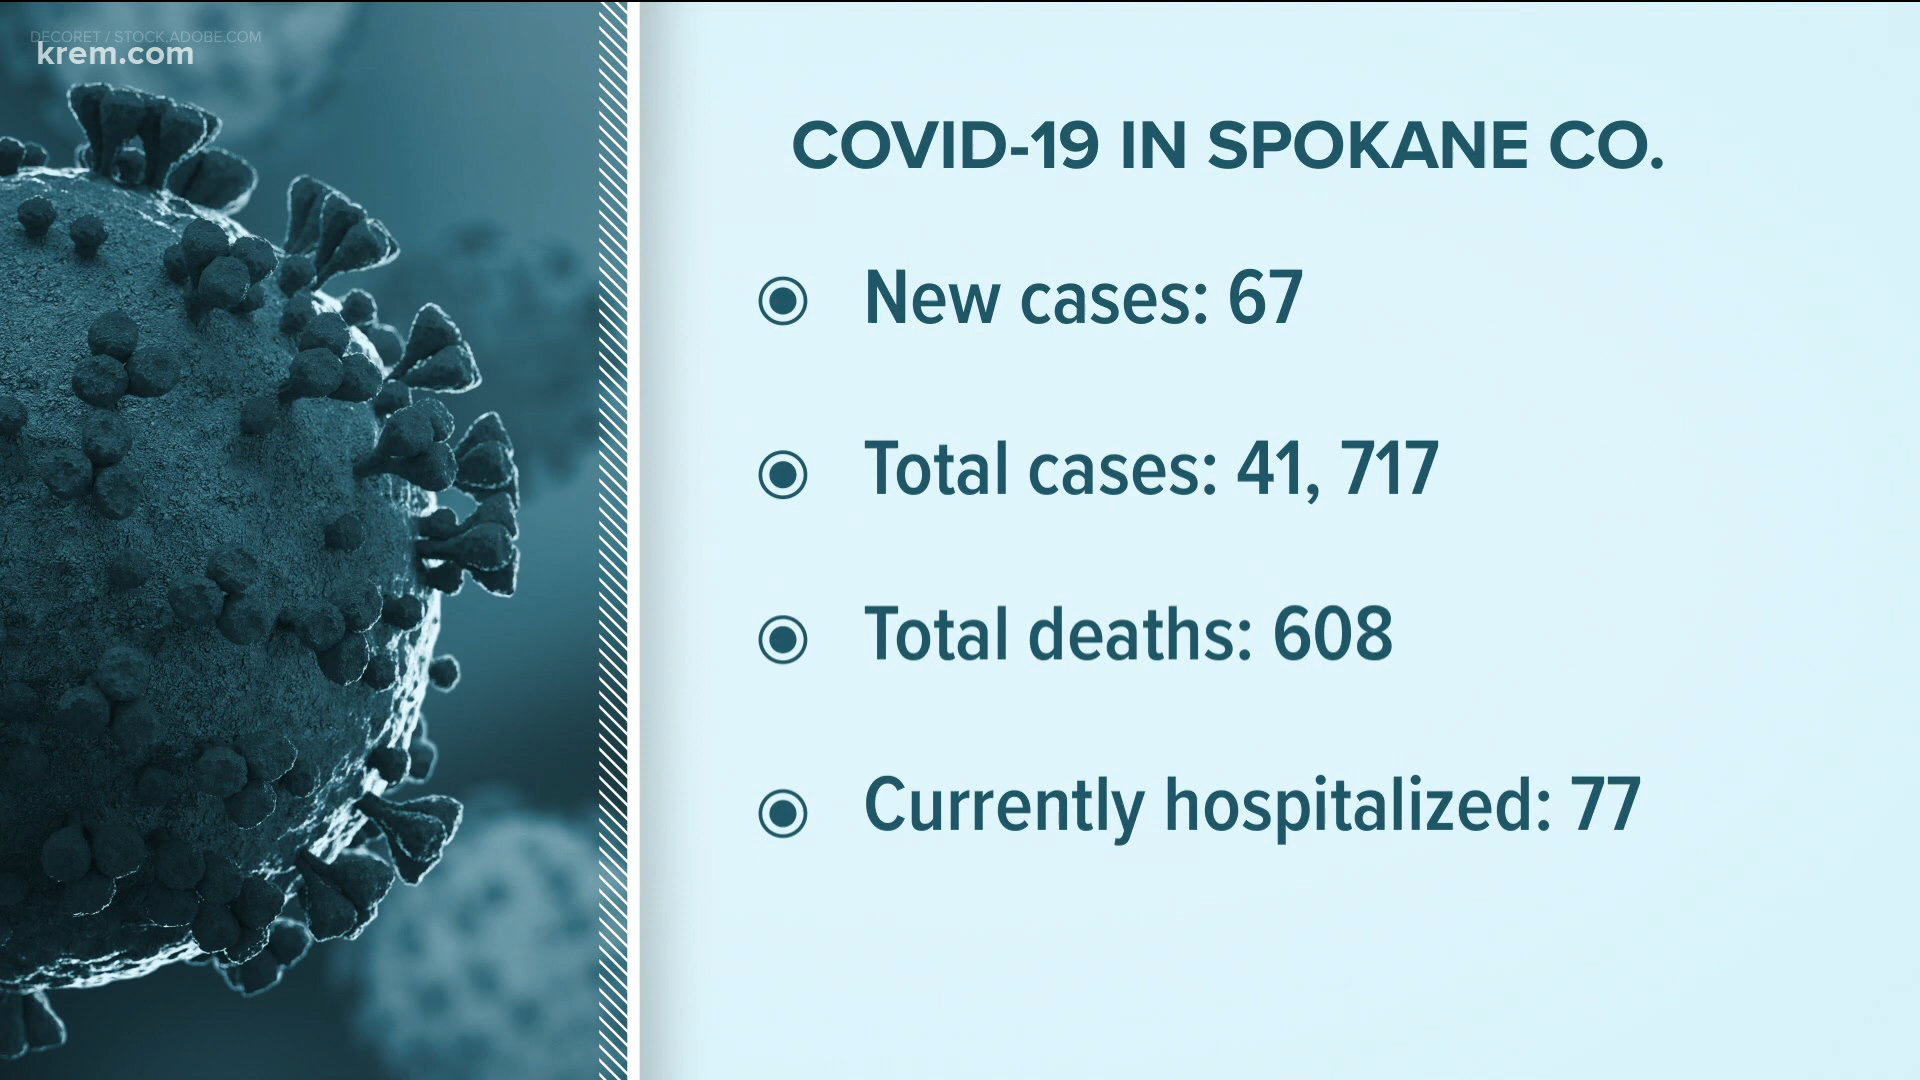 DECORET / STOCK.ADOBE.COM
krem.com
COVID-19 IN SPOKANE CO.
New cases: 67
Total cases: 41, 717
Total deaths: 608
Currently hospitalized: 77